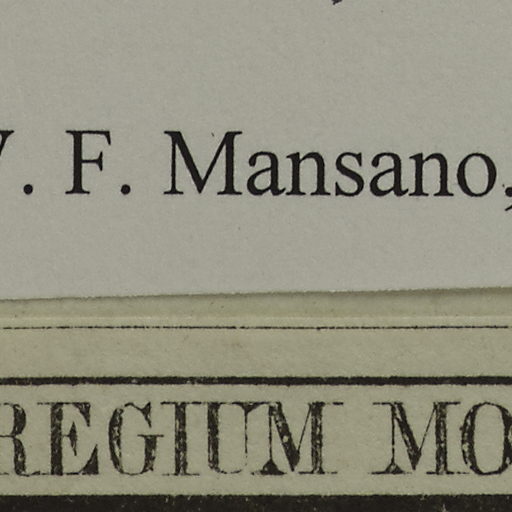 . F. Mansano,
REGIUM MO